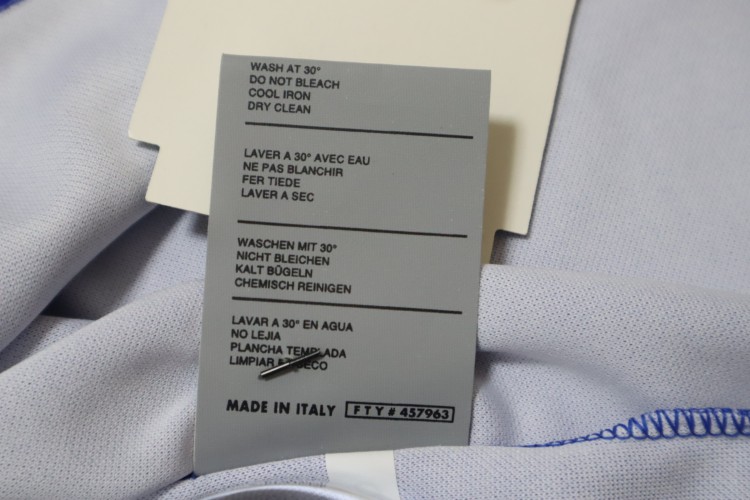 WASH AT 30°
DO NOT BLEACH
COOL IRON
DRY CLEAN
LAVER A 30° AVEC EAU
NE PAS BLANCHIR
FER TIEDE
LAVER A SEC
WASCHEN MIT 30°
NICHT BLEICHEN
KALT BÜGELN
CHEMISCH REINIGEN
LAVAR A 30° EN AGUA
NO LEJIA
PLANCHA TEMPLADA
LIMPIAR SECO
MADE IN ITALY FTY # 457963